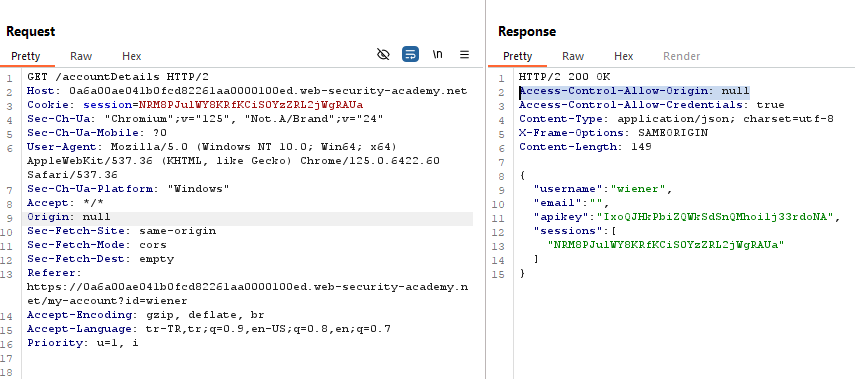 Request
Pretty Raw Hex
\n
1 GET /accountDetails HTTP/2
2 Host: 0a6a00ae041b0fcd82261aa0000100ed.web-security-academy.net
3 Cookie: session=NRM8PJulWY8KRfKCiSOYzZRL2jWgRAUa
4 Sec-Ch-Ua: "Chromium";v="125", "Not.A/Brand";v="24"
5 Sec-Ch-Ua-Mobile: ?0
6 User-Agent: Mozilla/5.0 (Windows NT 10.0; Win64; x64)
AppleWebKit/537.36 (KHTML, like Gecko) Chrome/125.0.6422.60
Safari/537.36
7 Sec-Ch-Ua-Platform: "Windows"
8 Accept: */*
9 Origin: null
10 Sec-Fetch-Site: same-origin
11 Sec-Fetch-Mode: cors
12 Sec-Fetch-Dest: empty
13 Referer:
https://0a6a00ae041b0fcd82261aa0000100ed.web-security-academy.n
et/my-account?id=wiener
14 Accept-Encoding: gzip, deflate, br
15 Accept-Language: tr-TR,tr;q=0.9,en-US;q=0.8,en;q=0.7
16 Priority: u=1, i
17
18
Response
Pretty Raw Hex Render
1 HTTP/2 200 OK
2 Access-Control-Allow-Origin: null
3 Access-Control-Allow-Credentials: true
4 Content-Type: application/json; charset=utf-8
5 X-Frame-Options: SAMEORIGIN
6 Content-Length: 149
7
8 {
9 "username":"wiener",
10 "email":"",
11 "apikey":"IxoQJHkPbiZQWkSdSnQMhoilj33rdoNA",
12 "sessions":[
13 "NRM8PJulWY8KRfKCiSOYzZRL2jWgRAUa"
14 ]
15 }